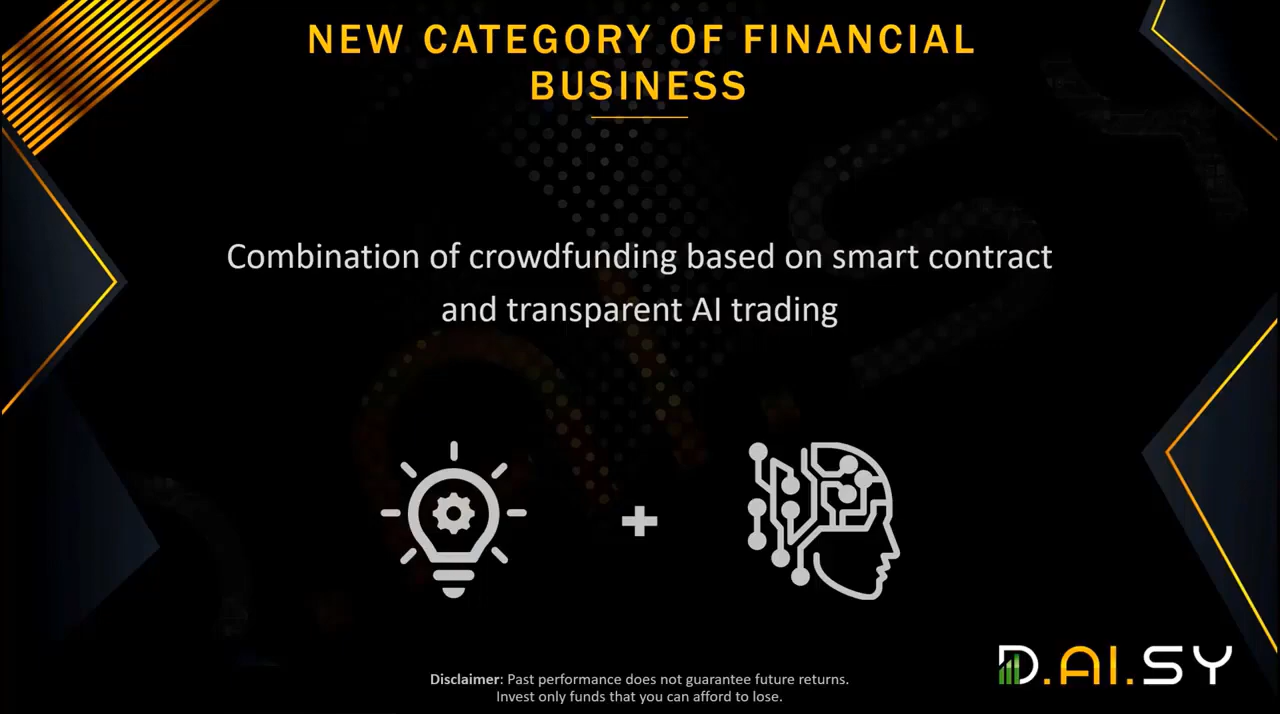 NEW CATEGORY OF FINANCIAL
BUSINESS
Combination of crowdfunding based on smart contract
and transparent AI trading
Disclaimer: Past performance does not guarantee future returns.
Invest only funds that you can afford to lose.
D.AI.SY